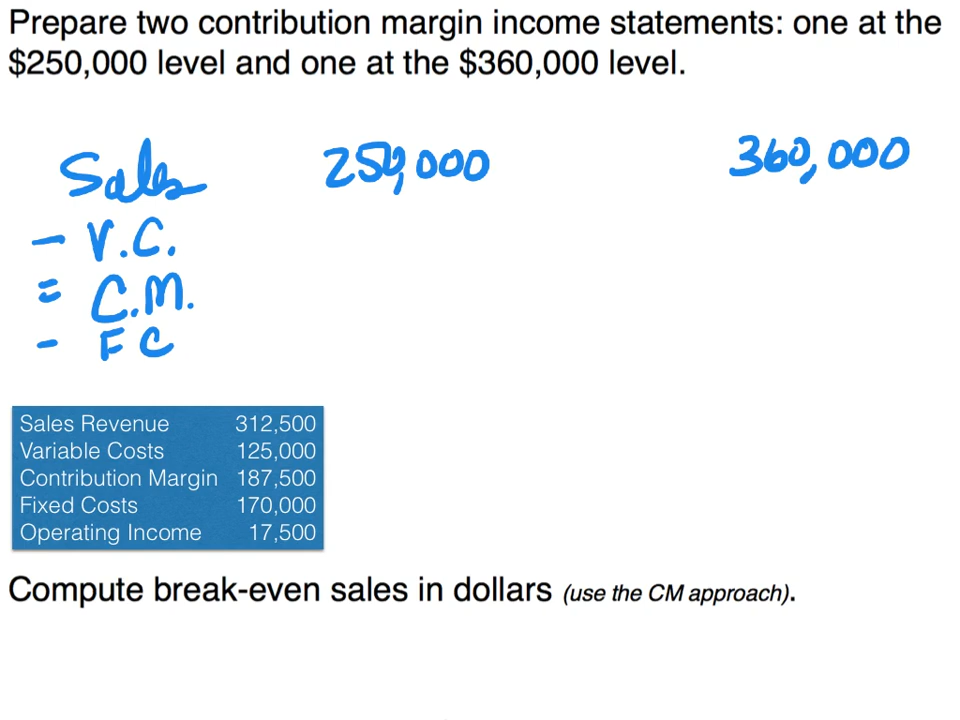 Prepare two contribution margin income statements: one at the
$250,000 level and one at the $360,000 level.
Sales 250,000 360,000
- V.C.
= C.M.
- FC
Sales Revenue 312,500
Variable Costs 125,000
Contribution Margin 187,500
Fixed Costs 170,000
Operating Income 17,500
Compute break-even sales in dollars (use the CM approach).